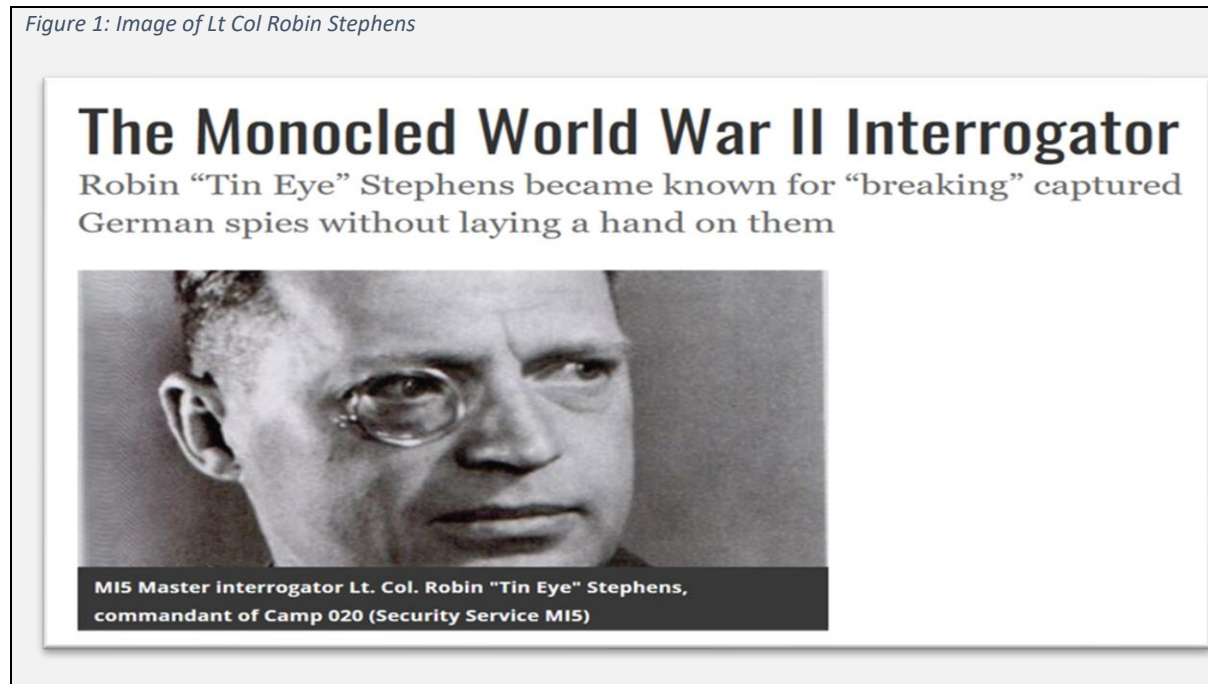 Figure 1: Image of Lt Col Robin Stephens
The Monocled World War II Interrogator
Robin “Tin Eye” Stephens became known for “breaking” captured
German spies without laying a hand on them
MI5 Master interrogator Lt. Col. Robin "Tin Eye" Stephens,
commandant of Camp 020 (Security Service MI5)